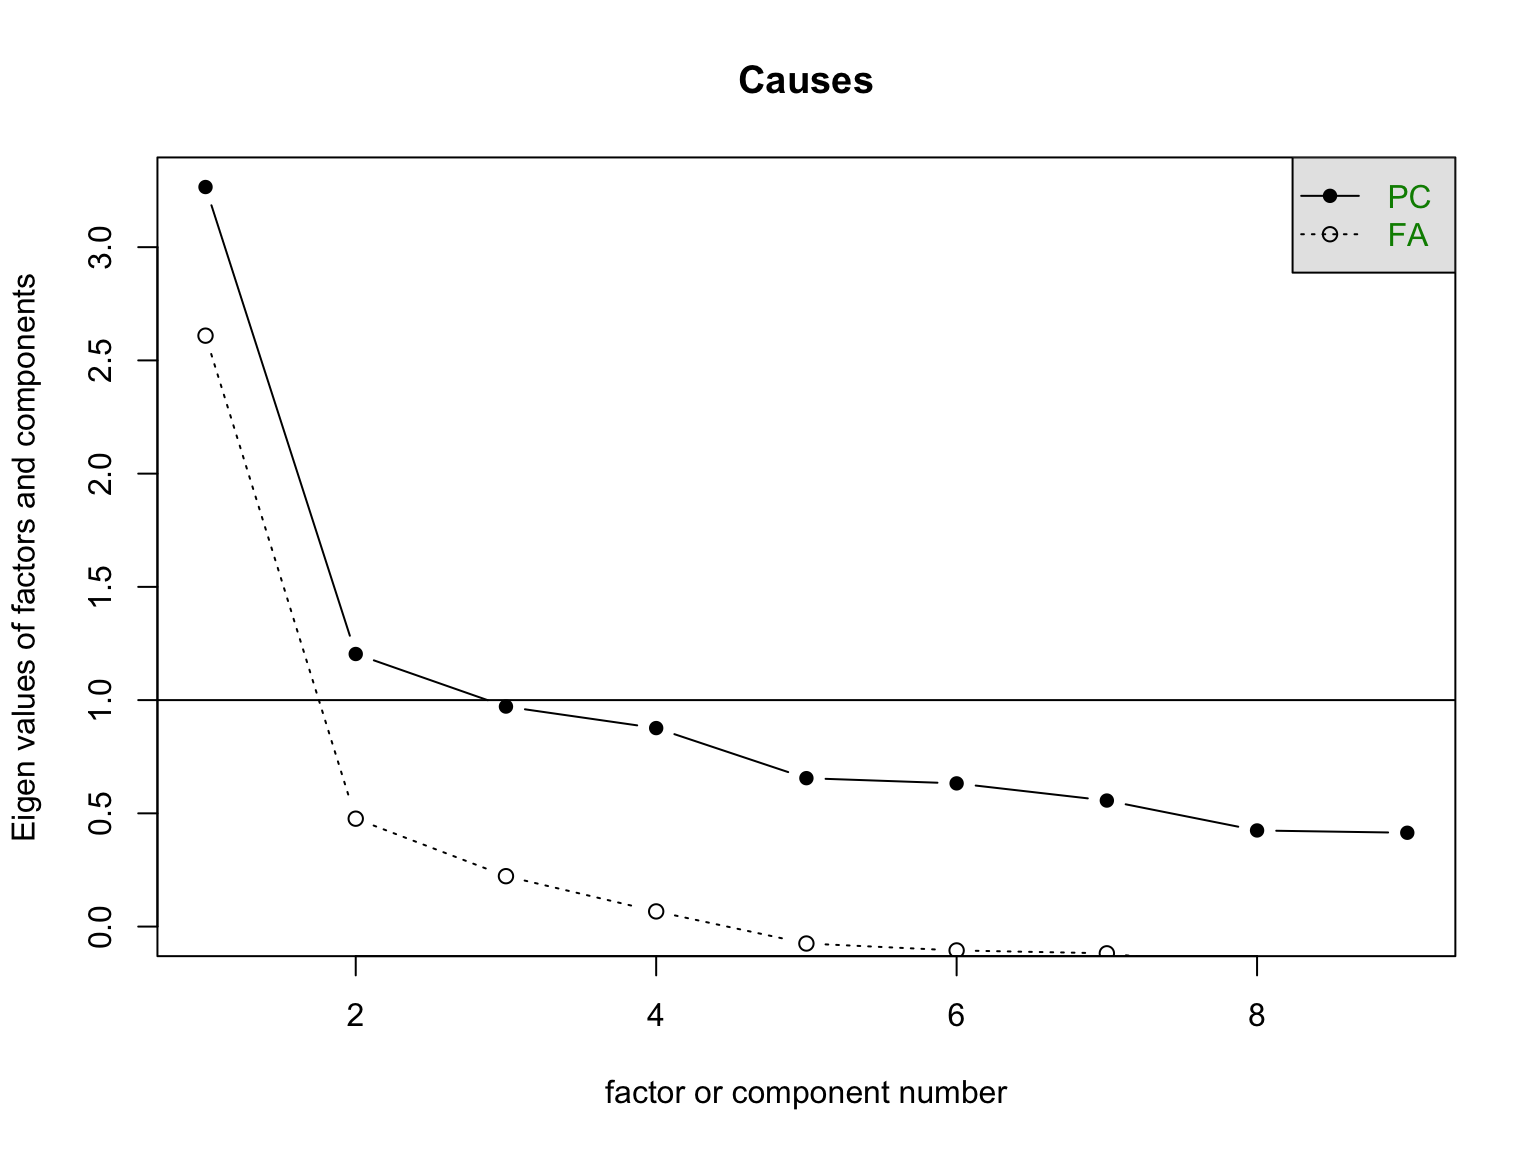 Causes
PC
FA
Eigen values of factors and components
3.0
2.5
2.0
1.5
1.0
0.5
0.0
2
4
6
8
factor or component number